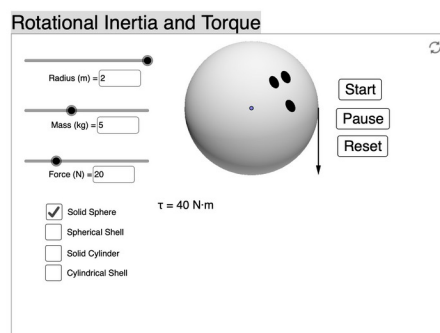 Rotational Inertia and Torque
Radius (m) = 2
Mass (kg) = 5
Force (N) = 20
Solid Sphere
Spherical Shell
Solid Cylinder
Cylindrical Shell
τ = 40 N·m
Start
Pause
Reset